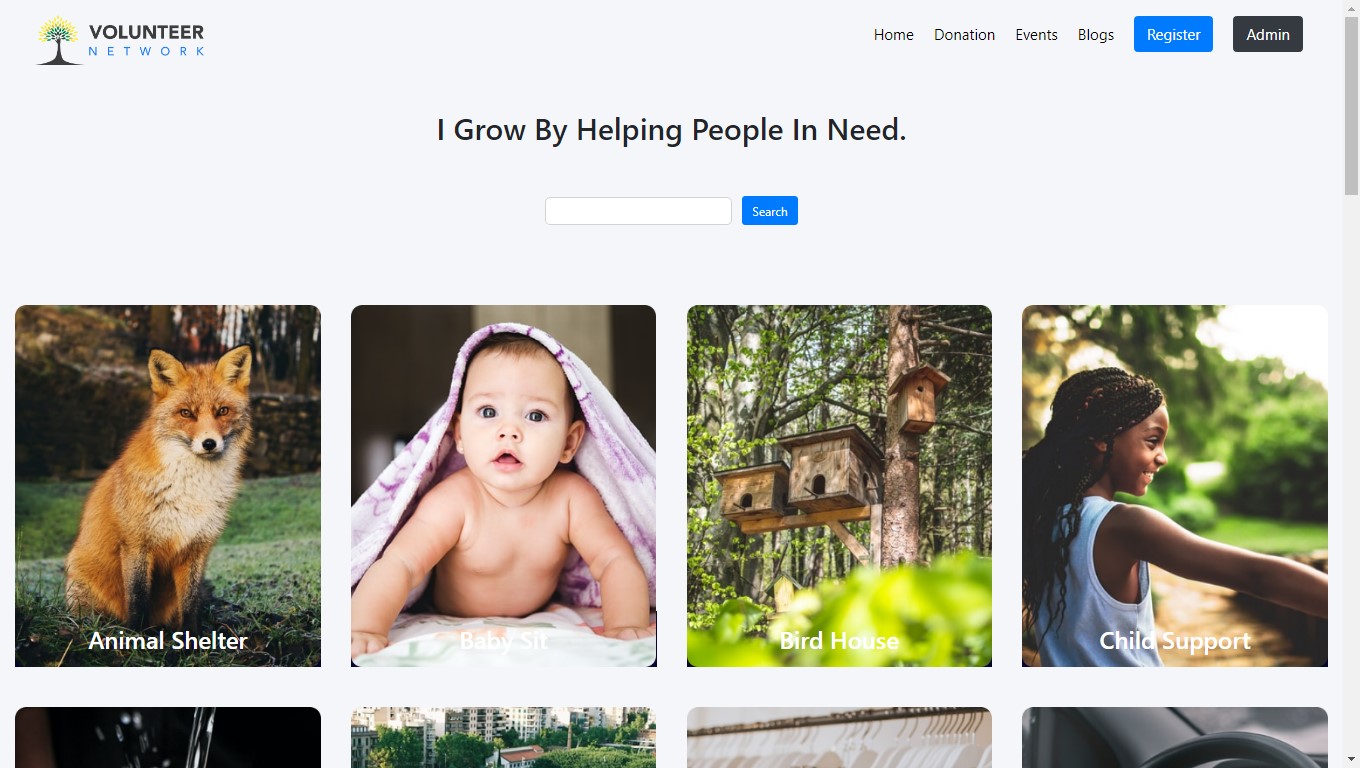 VOLUNTEER
NETWORK
Home Donation Events Blogs Register Admin
I Grow By Helping People In Need.
Search
Animal Shelter Baby Sit Bird House Child Support